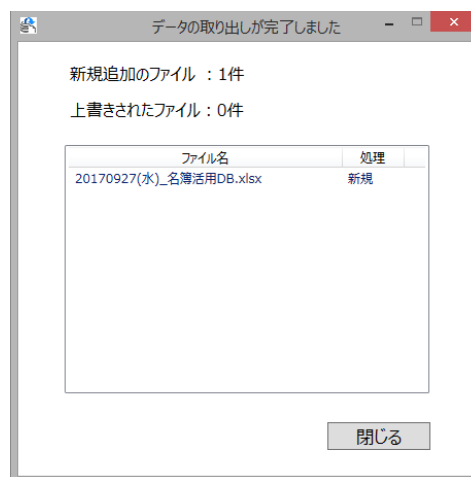 データの取り出しが完了しました
新規追加のファイル ：1件
上書きされたファイル：0件
ファイル名 処理
20170927(水)_名簿活用DB.xlsx 新規
閉じる